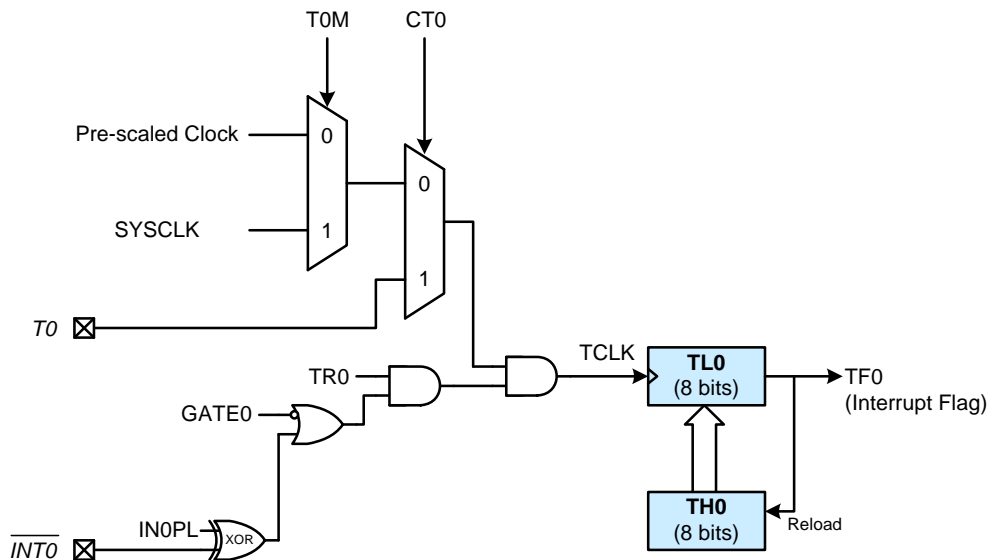 T0M
CT0
Pre-scaled Clock
0
0
SYSCLK
1
1
T0
TCLK
TL0
(8 bits)
TF0
(Interrupt Flag)
TR0
GATE0
TH0
(8 bits)
Reload
IN0PL
XOR
INT0